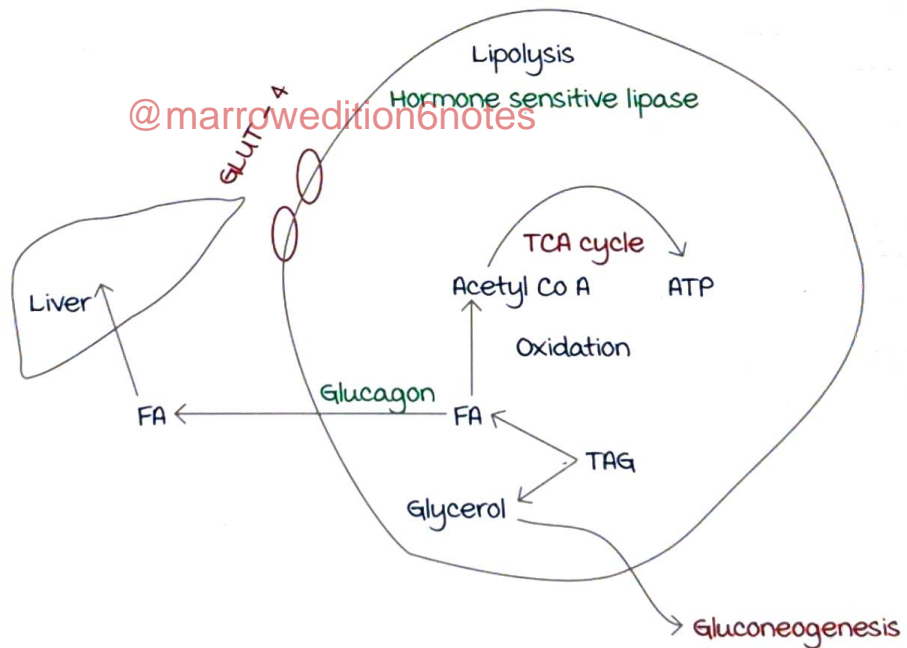 Lipolysis
Hormone sensitive lipase
@marrowedition6notes
GLUT-4
TCA cycle
Acetyl Co A
ATP
Liver
Oxidation
Glucagon
FA
FA
TAG
Glycerol
Gluconeogenesis